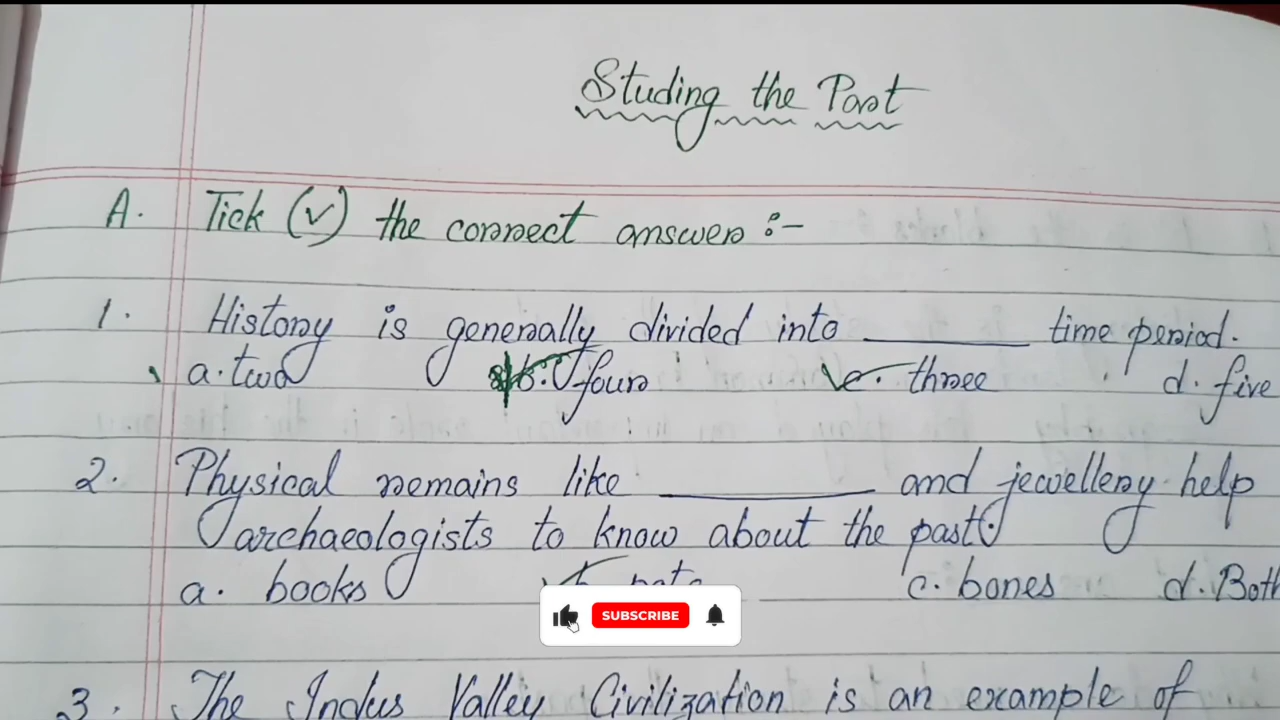 Studing the Past
A. Tick (✓) the correct answer :-
1. History is generally divided into ________ time period.
a. two b. four c. three d. five
2. Physical remains like ________ and jewellery help
archaeologists to know about the past.
a. books b. pots c. bones d. Both
SUBSCRIBE
3. The Indus Valley Civilization is an example of